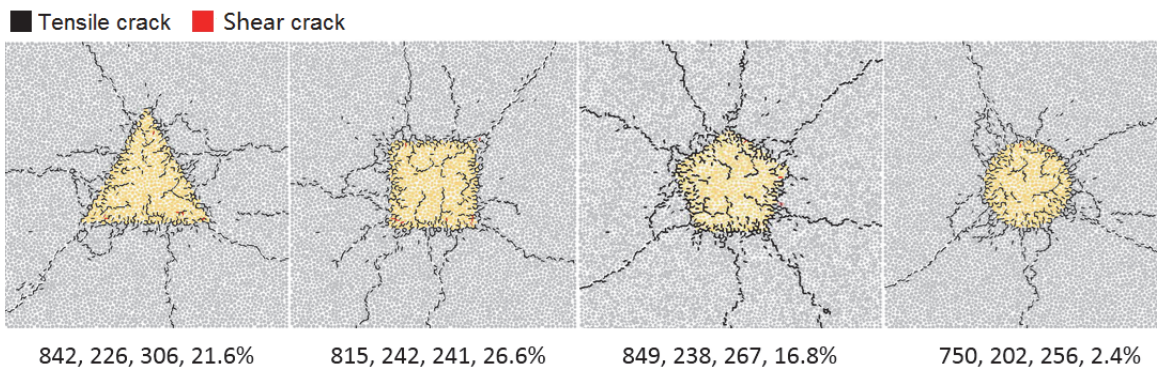 Tensile crack Shear crack
842, 226, 306, 21.6% 815, 242, 241, 26.6% 849, 238, 267, 16.8% 750, 202, 256, 2.4%